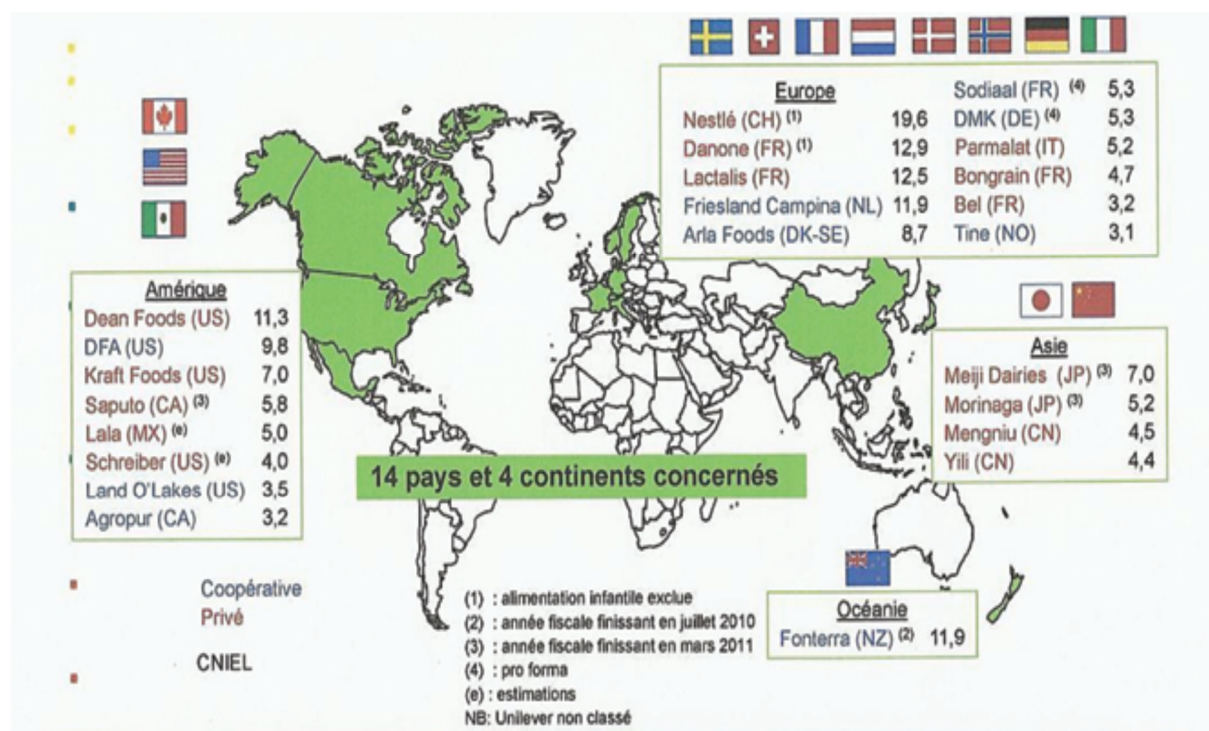 Europe
Nestlé (CH) (1) 19,6
Danone (FR) (1) 12,9
Lactalis (FR) 12,5
Friesland Campina (NL) 11,9
Arla Foods (DK-SE) 8,7
Sodiaal (FR) (4) 5,3
DMK (DE) (4) 5,3
Parmalat (IT) 5,2
Bongrain (FR) 4,7
Bel (FR) 3,2
Tine (NO) 3,1
Amérique
Dean Foods (US) 11,3
DFA (US) 9,8
Kraft Foods (US) 7,0
Saputo (CA) (3) 5,8
Lala (MX) (e) 5,0
Schreiber (US) (e) 4,0
Land O'Lakes (US) 3,5
Agropur (CA) 3,2
Asie
Meiji Dairies (JP) (3) 7,0
Morinaga (JP) (3) 5,2
Mengniu (CN) 4,5
Yili (CN) 4,4
14 pays et 4 continents concernés
Océanie
Fonterra (NZ) (2) 11,9
Coopérative
Privé
CNIEL
(1) : alimentation infantile exclue
(2) : année fiscale finissant en juillet 2010
(3) : année fiscale finissant en mars 2011
(4) : pro forma
(e) : estimations
NB: Unilever non classé